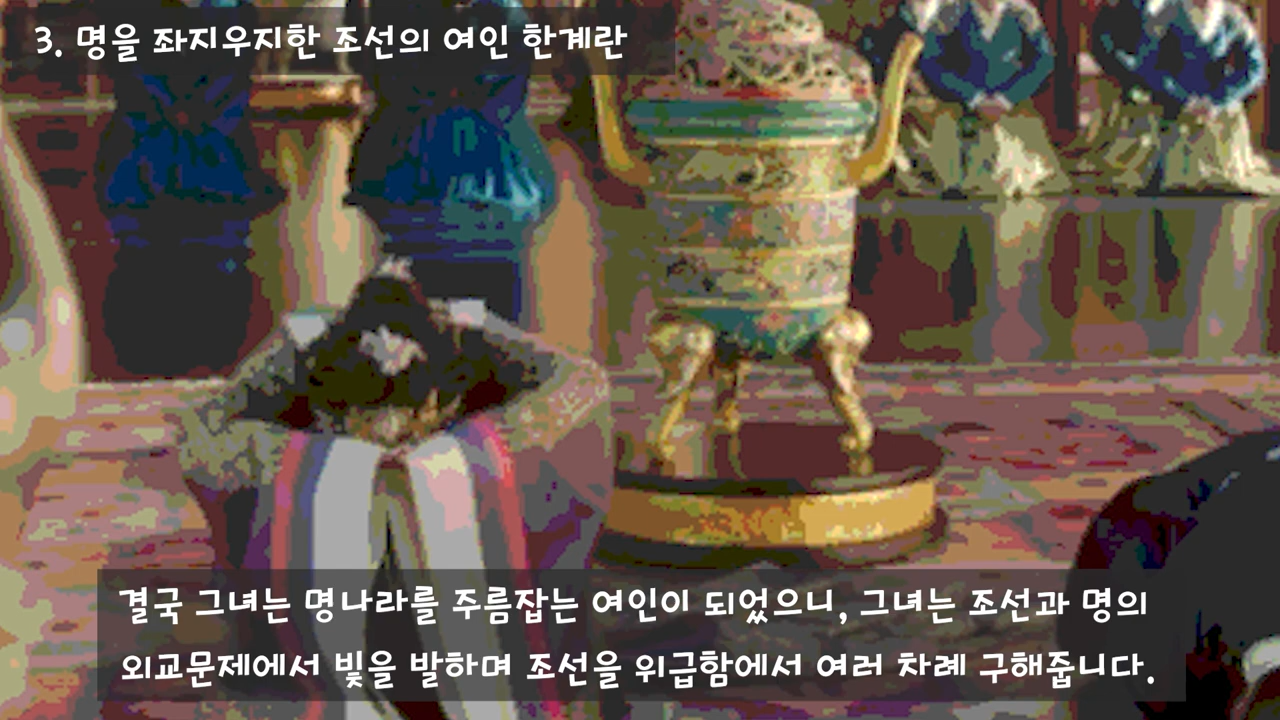 3. 명을 좌지우지한 조선의 여인 한계란
결국 그녀는 명나라를 주름잡는 여인이 되었으니, 그녀는 조선과 명의
외교문제에서 빛을 발하며 조선을 위급함에서 여러 차례 구해줍니다.